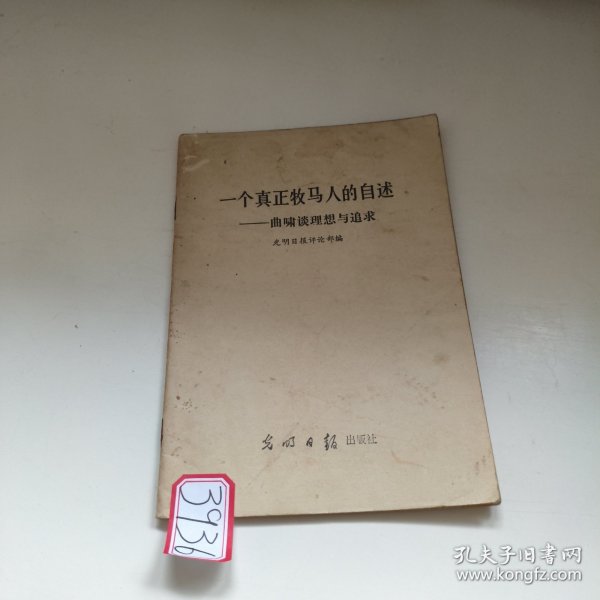 一个真正牧马人的自述
——曲啸谈理想与追求
光明日报评论部编
光明日报 出版社
3936
孔夫子旧书网
www.kongfz.com